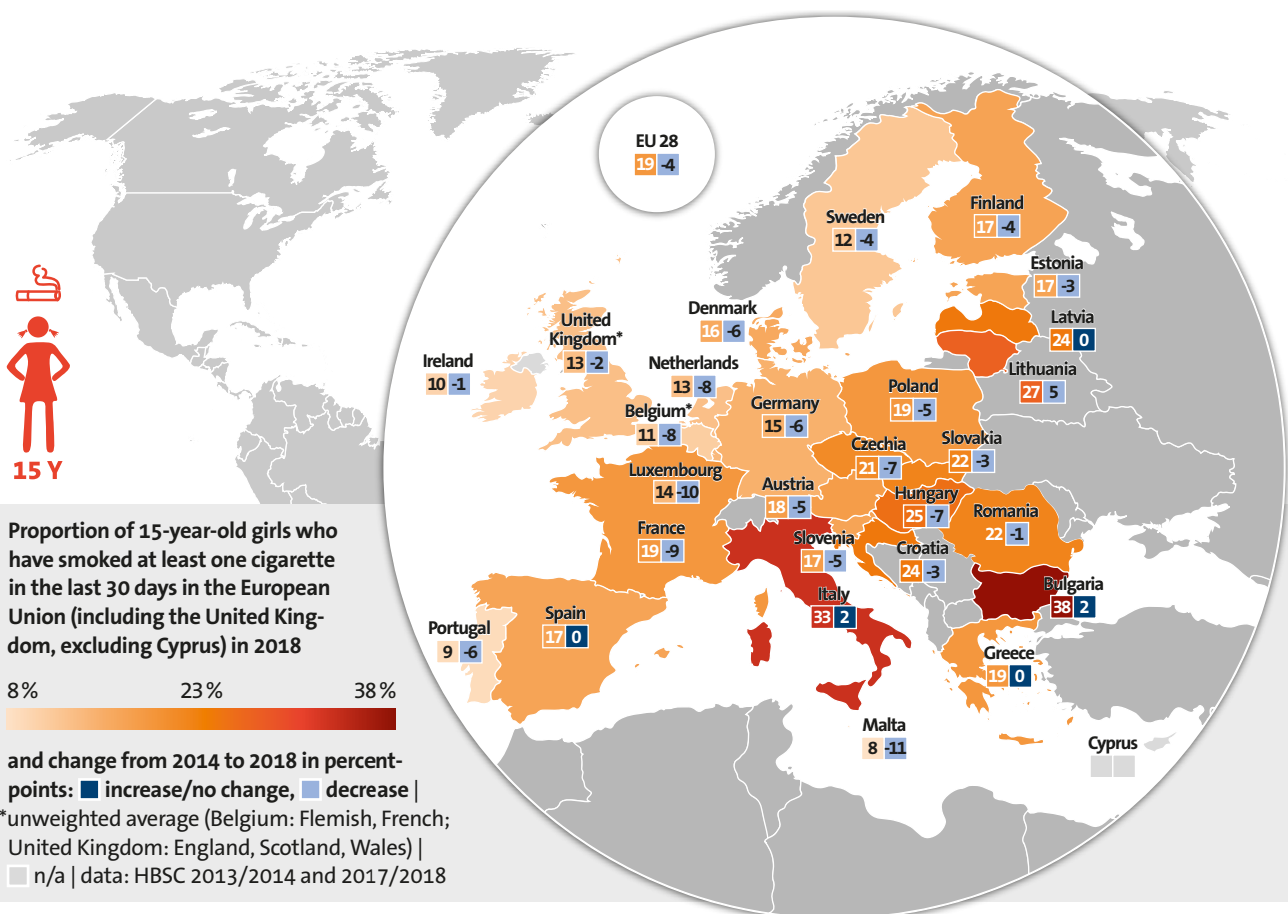 EU 28
19 -4
Sweden
12 -4
Finland
17 -4
Estonia
17 -3
Latvia
24 0
Lithuania
27 5
Denmark
16 -6
United
Kingdom*
13 -2
Ireland
10 -1
Netherlands
13 -8
Belgium*
11 -8
Germany
15 -6
Poland
19 -5
Czechia
21 -7
Slovakia
22 -3
Luxembourg
14 -10
Austria
18 -5
Hungary
25 -7
Romania
22 -1
France
19 -9
Slovenia
17 -5
Croatia
24 -3
Italy
33 2
Bulgaria
38 2
Spain
17 0
Portugal
9 -6
Greece
19 0
Malta
8 -11
Cyprus
15 Y
Proportion of 15-year-old girls who
have smoked at least one cigarette
in the last 30 days in the European
Union (including the United King-
dom, excluding Cyprus) in 2018
8% 23% 38%
and change from 2014 to 2018 in percent-
points: increase/no change, decrease |
*unweighted average (Belgium: Flemish, French;
United Kingdom: England, Scotland, Wales) |
n/a | data: HBSC 2013/2014 and 2017/2018